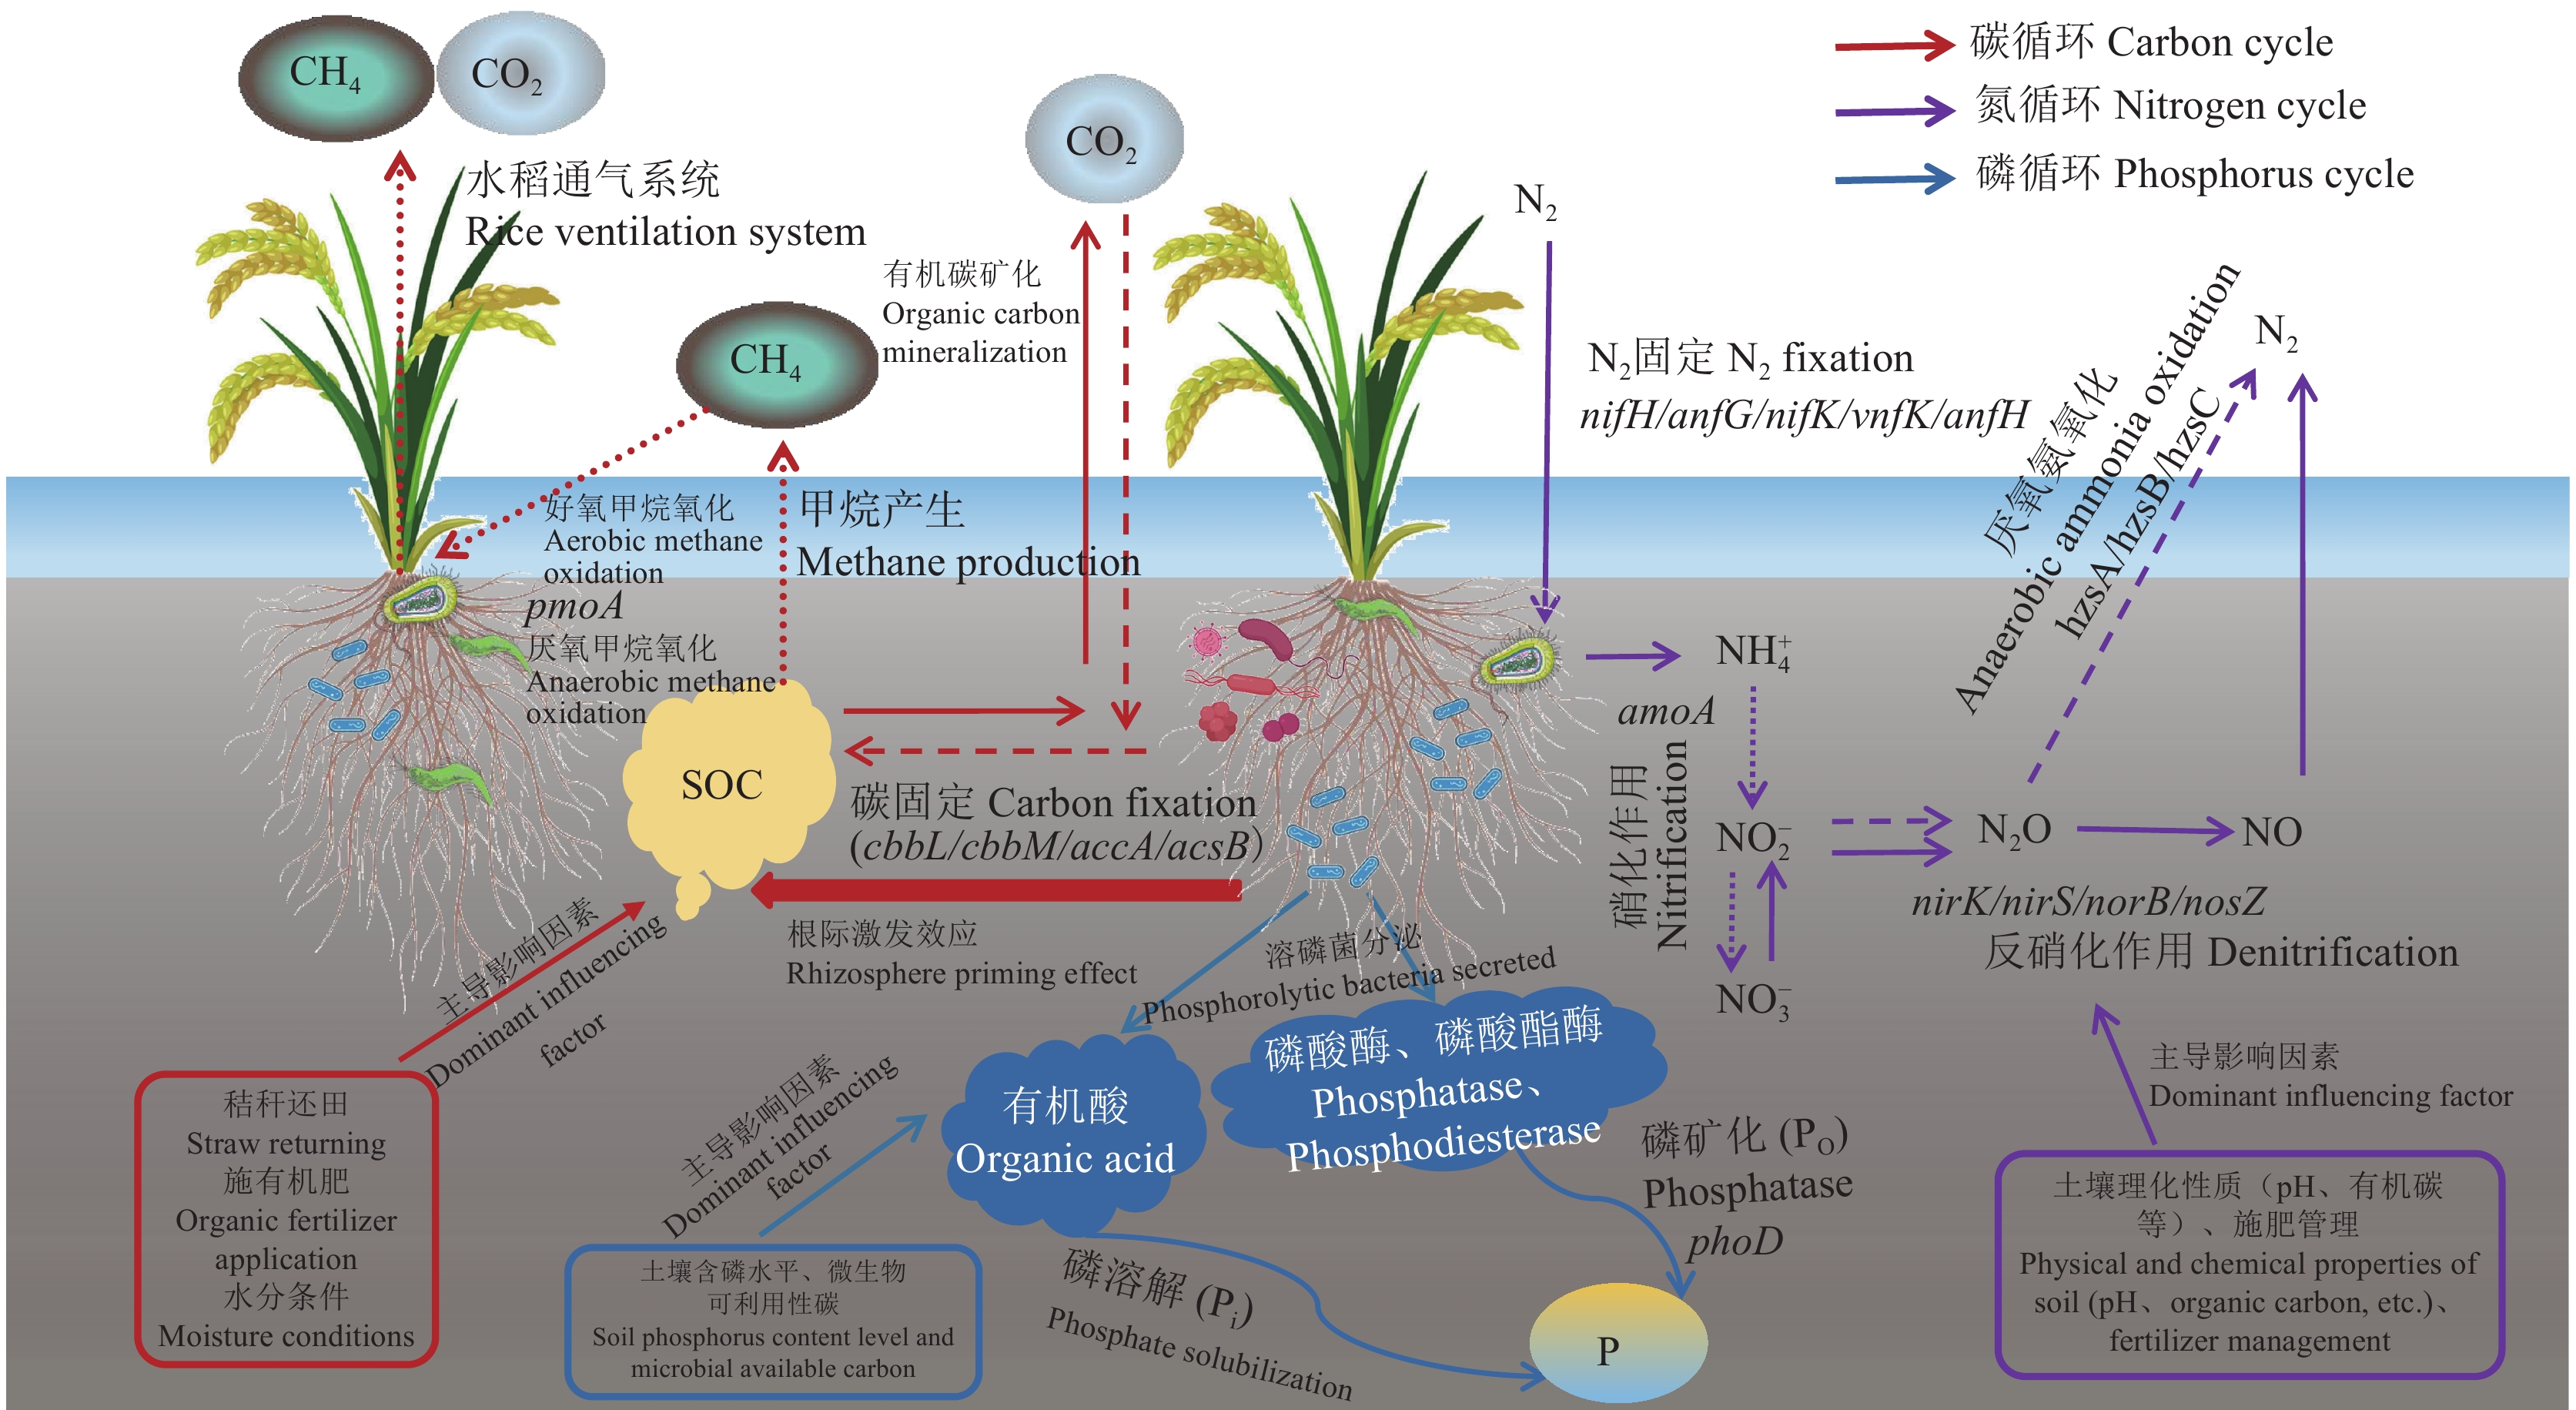 CH₄
CO₂
水稻通气系统
Rice ventilation system
CO₂
有机碳矿化
Organic carbon
mineralization
CH₄
碳循环 Carbon cycle
氮循环 Nitrogen cycle
磷循环 Phosphorus cycle
N₂
N₂固定 N₂ fixation
nifH/anfG/nifK/vnfK/anfH
N₂
厌氧氨氧化
Anaerobic ammonia oxidation
hzsA/hzsB/hzsC
好氧甲烷氧化
Aerobic methane
oxidation
pmoA
厌氧甲烷氧化
Anaerobic methane
oxidation
甲烷产生
Methane production
SOC
碳固定 Carbon fixation
(cbbL/cbbM/accA/acsB)
根际激发效应
Rhizosphere priming effect
NH₄⁺
amoA
硝化作用
Nitrification
NO₂⁻
N₂O
NO
NO₃⁻
nirK/nirS/norB/nosZ
反硝化作用 Denitrification
主导影响因素
Dominant influencing
factor
秸秆还田
Straw returning
施有机肥
Organic fertilizer
application
水分条件
Moisture conditions
溶磷菌分泌
Phosphorolytic bacteria secreted
有机酸
Organic acid
磷酸酶、磷酸酯酶
Phosphatase、
Phosphodiesterase
主导影响因素
Dominant influencing
factor
土壤含磷水平、微生物
可利用性碳
Soil phosphorus content level and
microbial available carbon
磷溶解 (Pᵢ)
Phosphate solubilization
磷矿化 (P_O)
Phosphatase
phoD
P
主导影响因素
Dominant influencing factor
土壤理化性质（pH、有机碳
等）、施肥管理
Physical and chemical properties of
soil (pH、organic carbon, etc.)、
fertilizer management